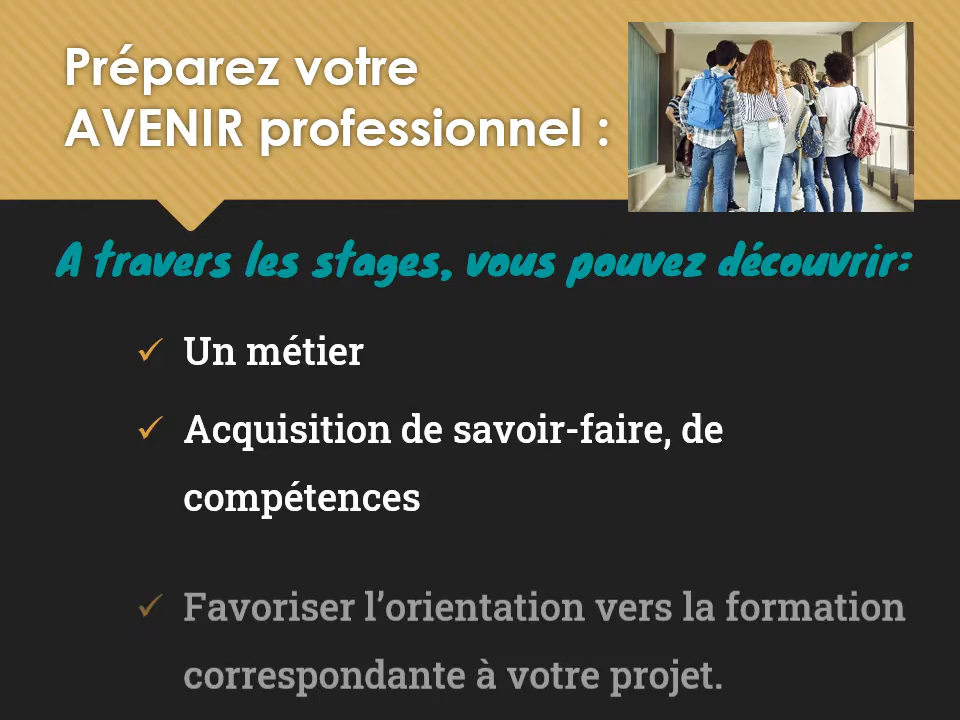 Préparez votre
AVENIR professionnel :
A travers les stages, vous pouvez découvrir:
✓ Un métier
✓ Acquisition de savoir-faire, de
compétences
✓ Favoriser l’orientation vers la formation
correspondante à votre projet.